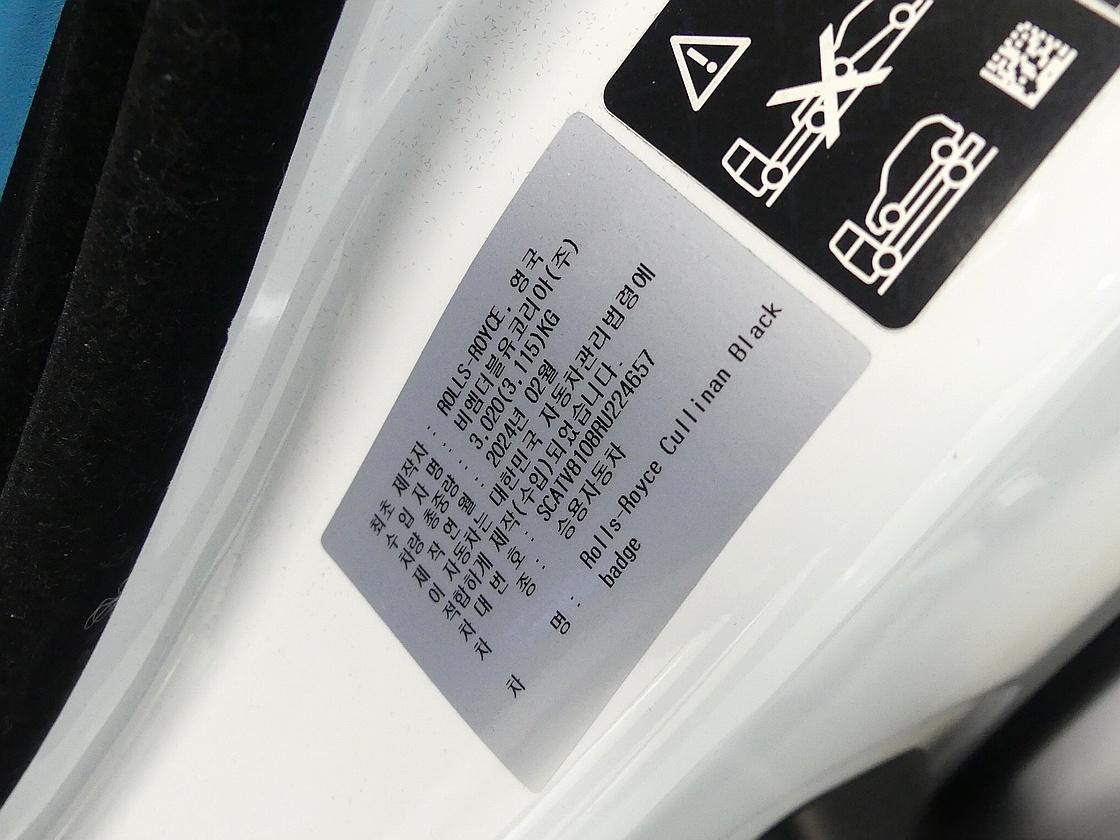 최초 제작자 : ROLLS-ROYCE, 영국
수 입 자 명 : 비엠더블유코리아(주)
차량 총중량 : 3,020(3,115)KG
제 작 연 월 : 2024년 02월
이 자동차는 대한민국 자동차관리법령에
적합하게 제작(수입)되었습니다.
차 대 번 호 : SCATV8108RU224657
차 종 : 승용자동차
차 명 : Rolls-Royce Cullinan Black
badge